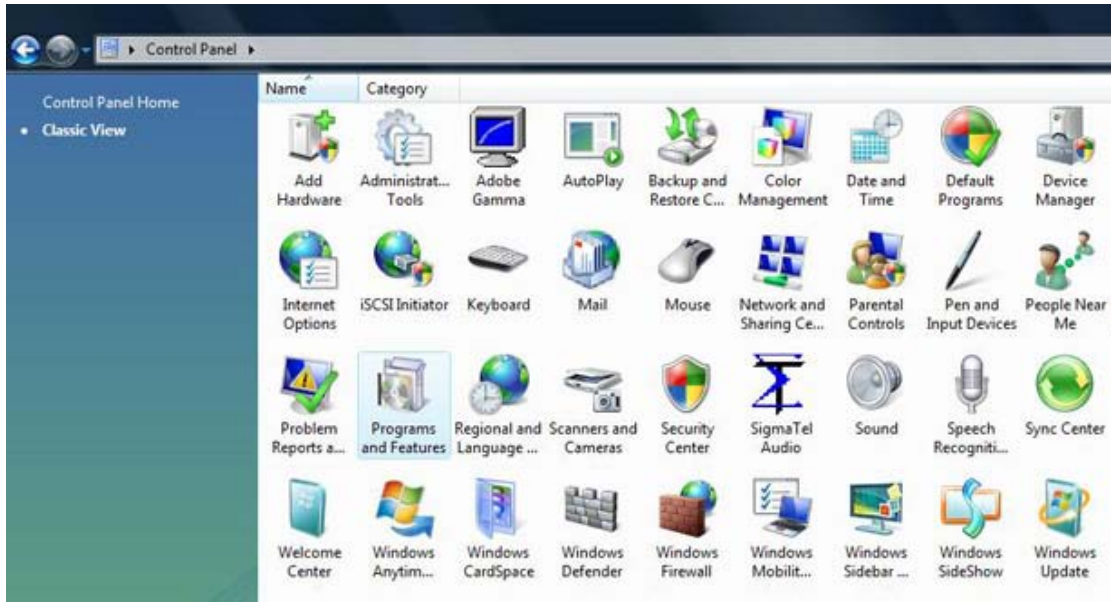 Control Panel
Control Panel Home
Classic View
Name Category
Add Hardware
Administrat... Tools
Adobe Gamma
AutoPlay
Backup and Restore C...
Color Management
Date and Time
Default Programs
Device Manager
Internet Options
iSCSI Initiator
Keyboard
Mail
Mouse
Network and Sharing Ce...
Parental Controls
Pen and Input Devices
People Near Me
Problem Reports a...
Programs and Features
Regional and Language ...
Scanners and Cameras
Security Center
SigmaTel Audio
Sound
Speech Recogniti...
Sync Center
Welcome Center
Windows Anytim...
Windows CardSpace
Windows Defender
Windows Firewall
Windows Mobilit...
Windows Sidebar ...
Windows SideShow
Windows Update